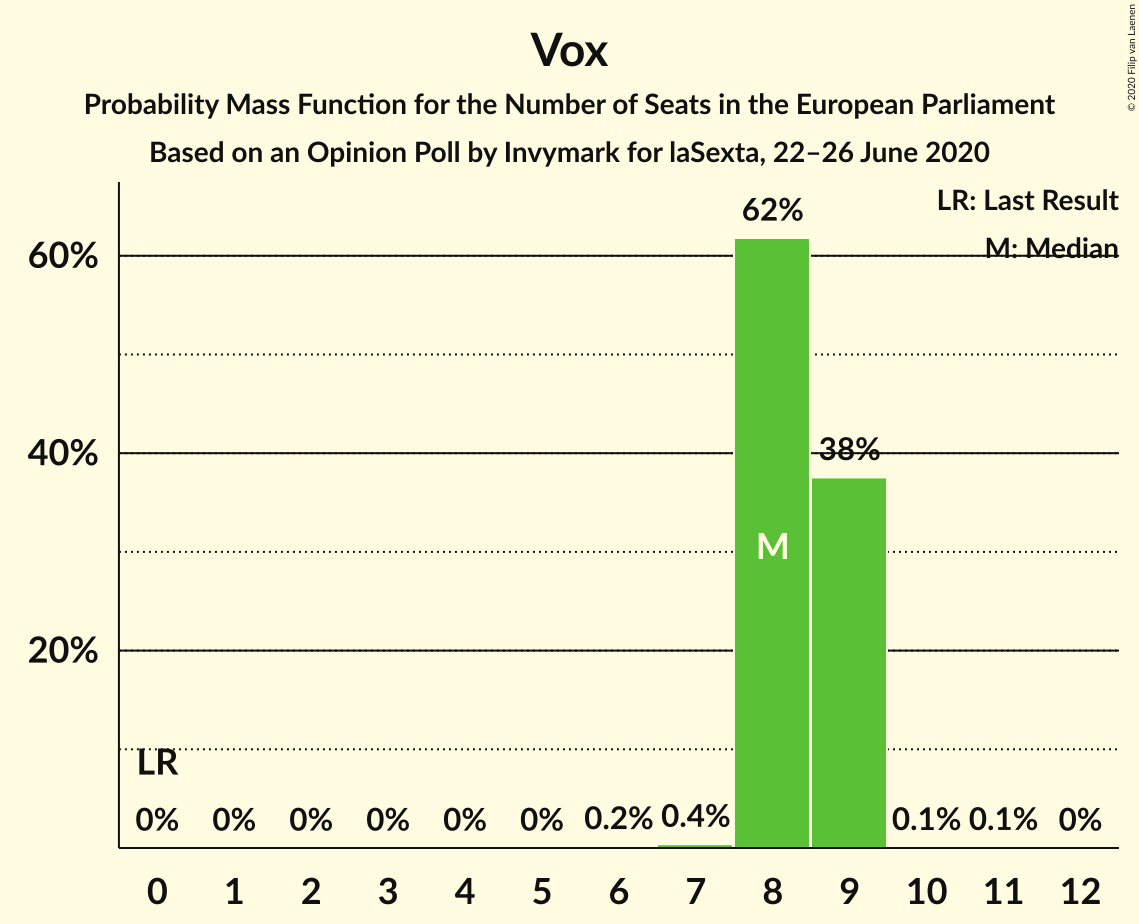 Vox
Probability Mass Function for the Number of Seats in the European Parliament
Based on an Opinion Poll by Invymark for laSexta, 22–26 June 2020
© 2020 Filip van Laenen
LR: Last Result
M: Median
62%
60%
38%
40%
M
20%
LR
0% 0% 0% 0% 0% 0% 0.2% 0.4% 0.1% 0.1% 0%
0 1 2 3 4 5 6 7 8 9 10 11 12